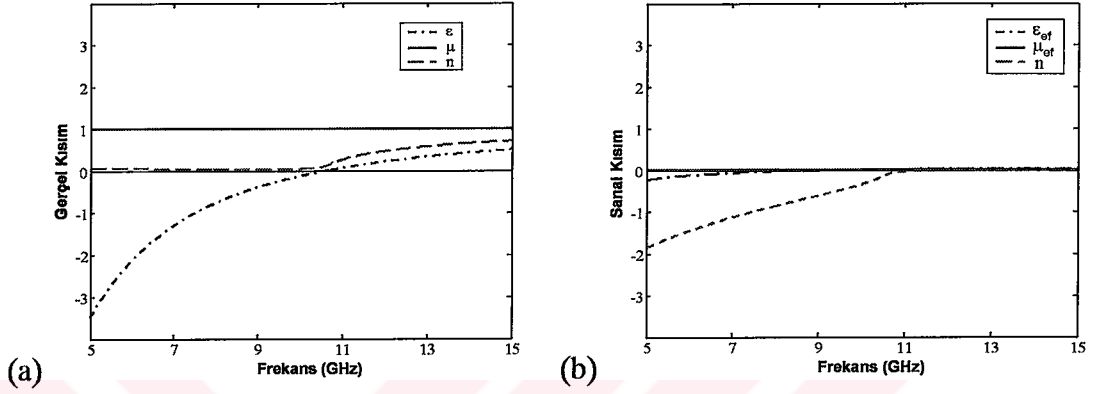 ε
μ
n
Gerçel Kısım
3
2
1
0
-1
-2
-3
5
7
9
11
13
15
Frekans (GHz)
(a)
ε_ef
μ_ef
n
Sanal Kısım
3
2
1
0
-1
-2
-3
5
7
9
11
13
15
Frekans (GHz)
(b)